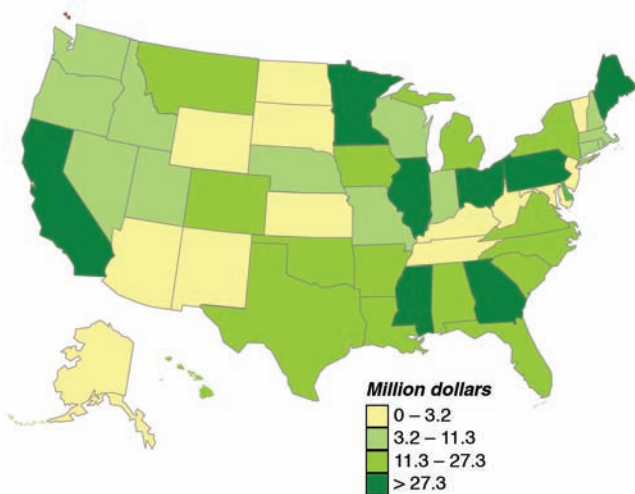 Million dollars
0 – 3.2
3.2 – 11.3
11.3 – 27.3
> 27.3